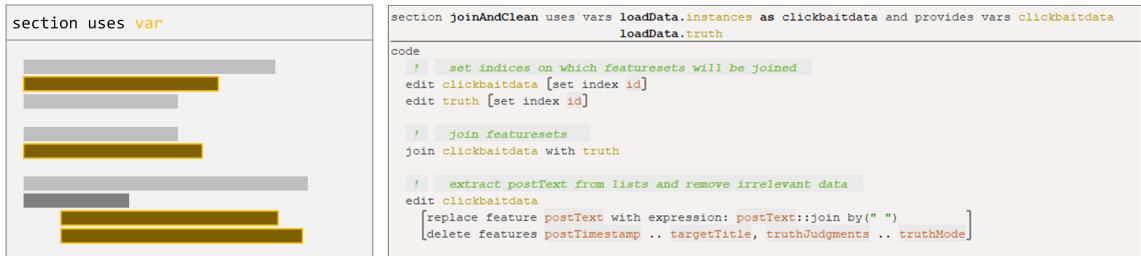 section uses var
section joinAndClean uses vars loadData.instances as clickbaitdata and provides vars clickbaitdata
loadData.truth
code
! set indices on which featuresets will be joined
edit clickbaitdata [set index id]
edit truth [set index id]
! join featuresets
join clickbaitdata with truth
! extract postText from lists and remove irrelevant data
edit clickbaitdata
[replace feature postText with expression: postText::join by(" ")]
[delete features postTimestamp .. targetTitle, truthJudgments .. truthMode]